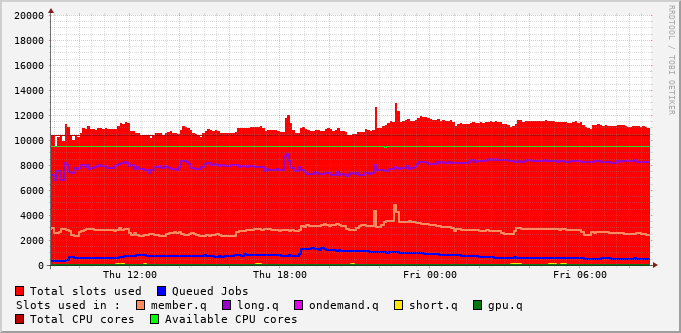 20000
18000
16000
14000
12000
10000
8000
6000
4000
2000
0
Thu 12:00 Thu 18:00 Fri 00:00 Fri 06:00
RRDTOOL / TOBI OETIKER
Total slots used Queued Jobs
Slots used in : member.q long.q ondemand.q short.q gpu.q
Total CPU cores Available CPU cores